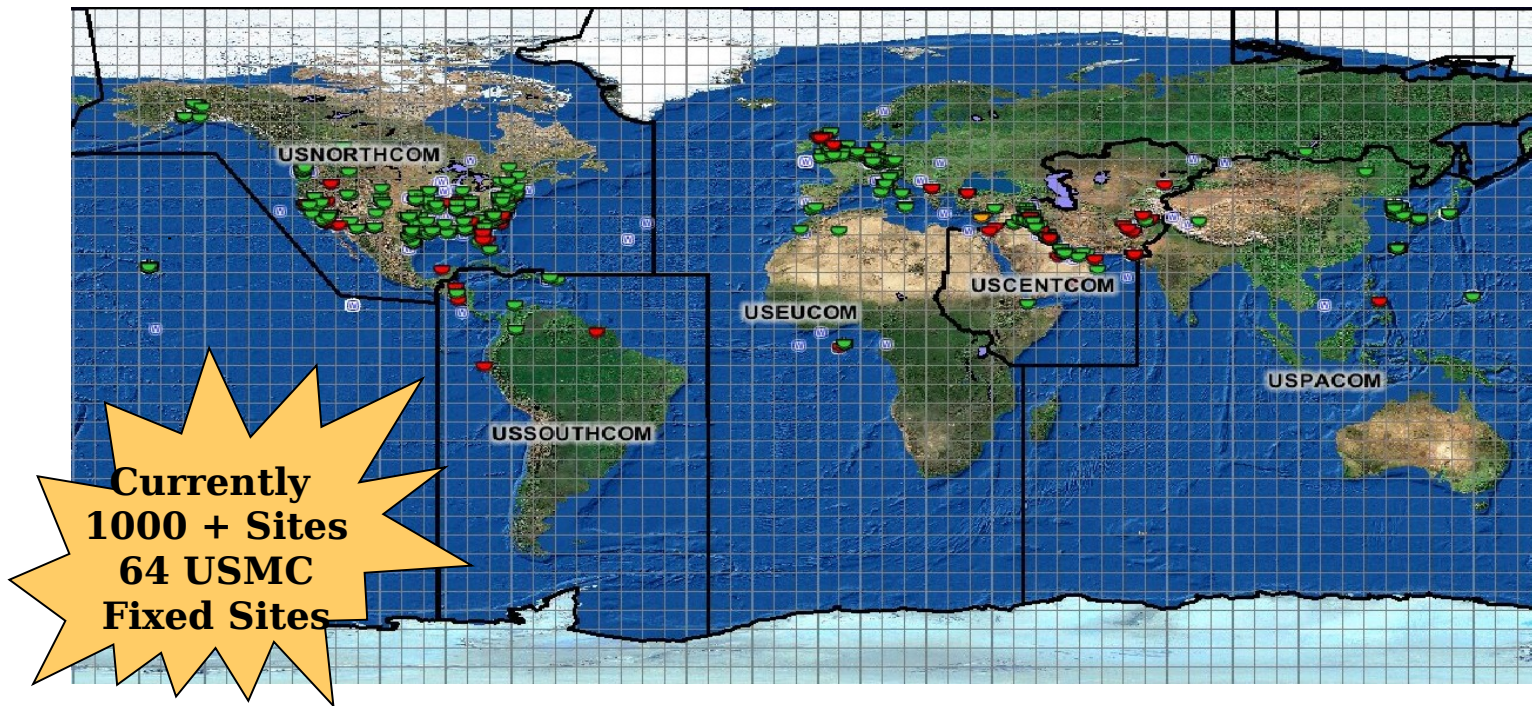 USNORTHCOM
USCENTCOM
USEUCOM
USPACOM
USSOUTHCOM
Currently
1000 + Sites
64 USMC
Fixed Sites